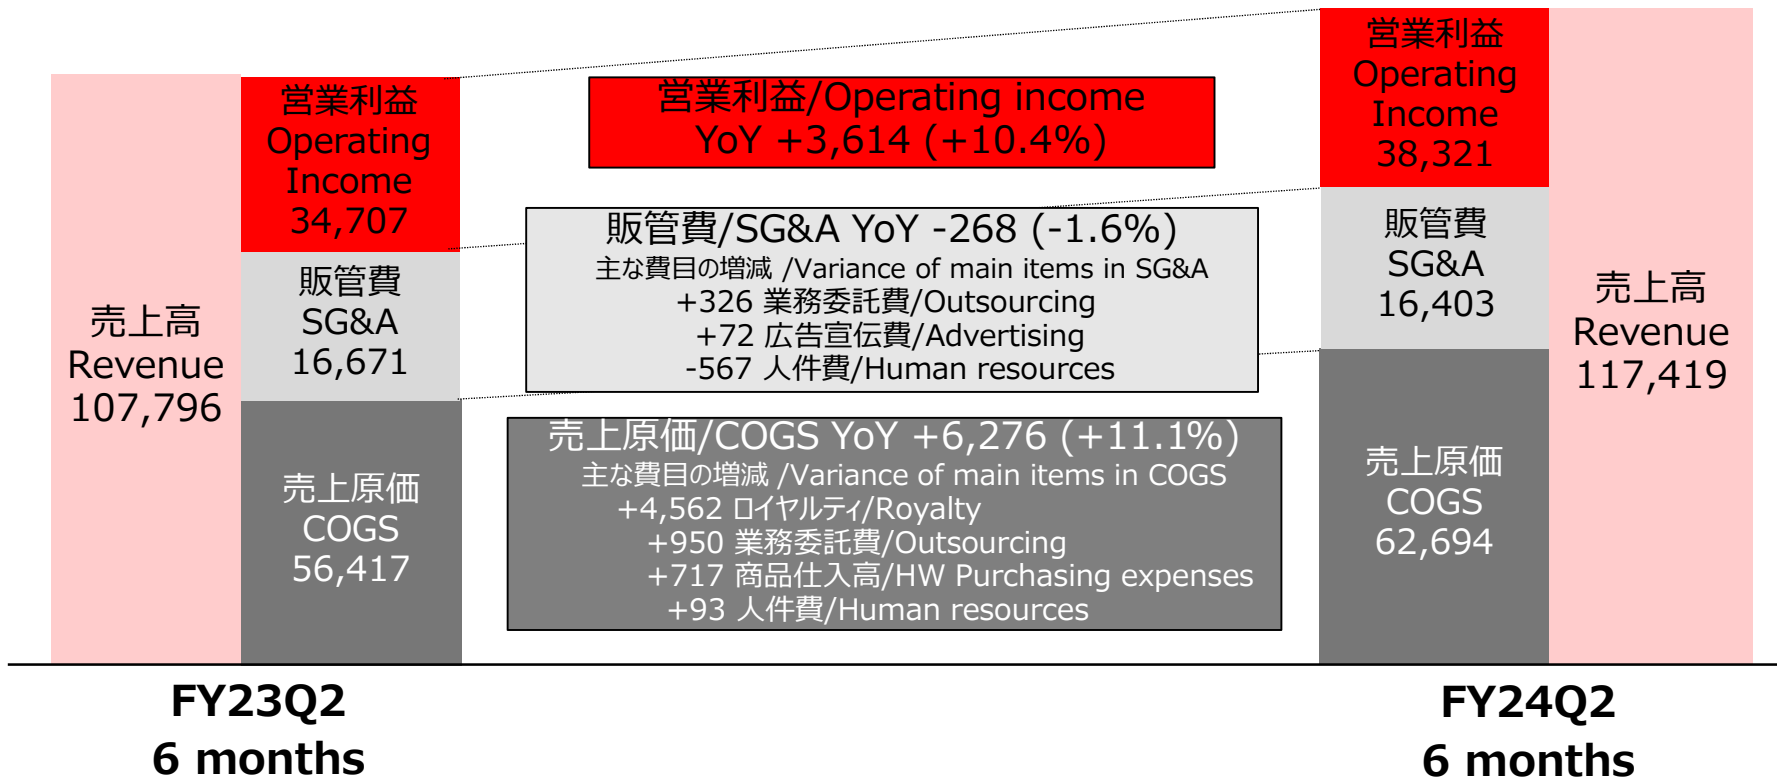 売上高
Revenue
107,796
営業利益
Operating
Income
34,707
販管費
SG&A
16,671
売上原価
COGS
56,417
営業利益/Operating income
YoY +3,614 (+10.4%)
販管費/SG&A YoY -268 (-1.6%)
主な費目の増減 /Variance of main items in SG&A
+326 業務委託費/Outsourcing
+72 広告宣伝費/Advertising
-567 人件費/Human resources
売上原価/COGS YoY +6,276 (+11.1%)
主な費目の増減 /Variance of main items in COGS
+4,562 ロイヤルティ/Royalty
+950 業務委託費/Outsourcing
+717 商品仕入高/HW Purchasing expenses
+93 人件費/Human resources
営業利益
Operating
Income
38,321
販管費
SG&A
16,403
売上原価
COGS
62,694
売上高
Revenue
117,419
FY23Q2
6 months
FY24Q2
6 months